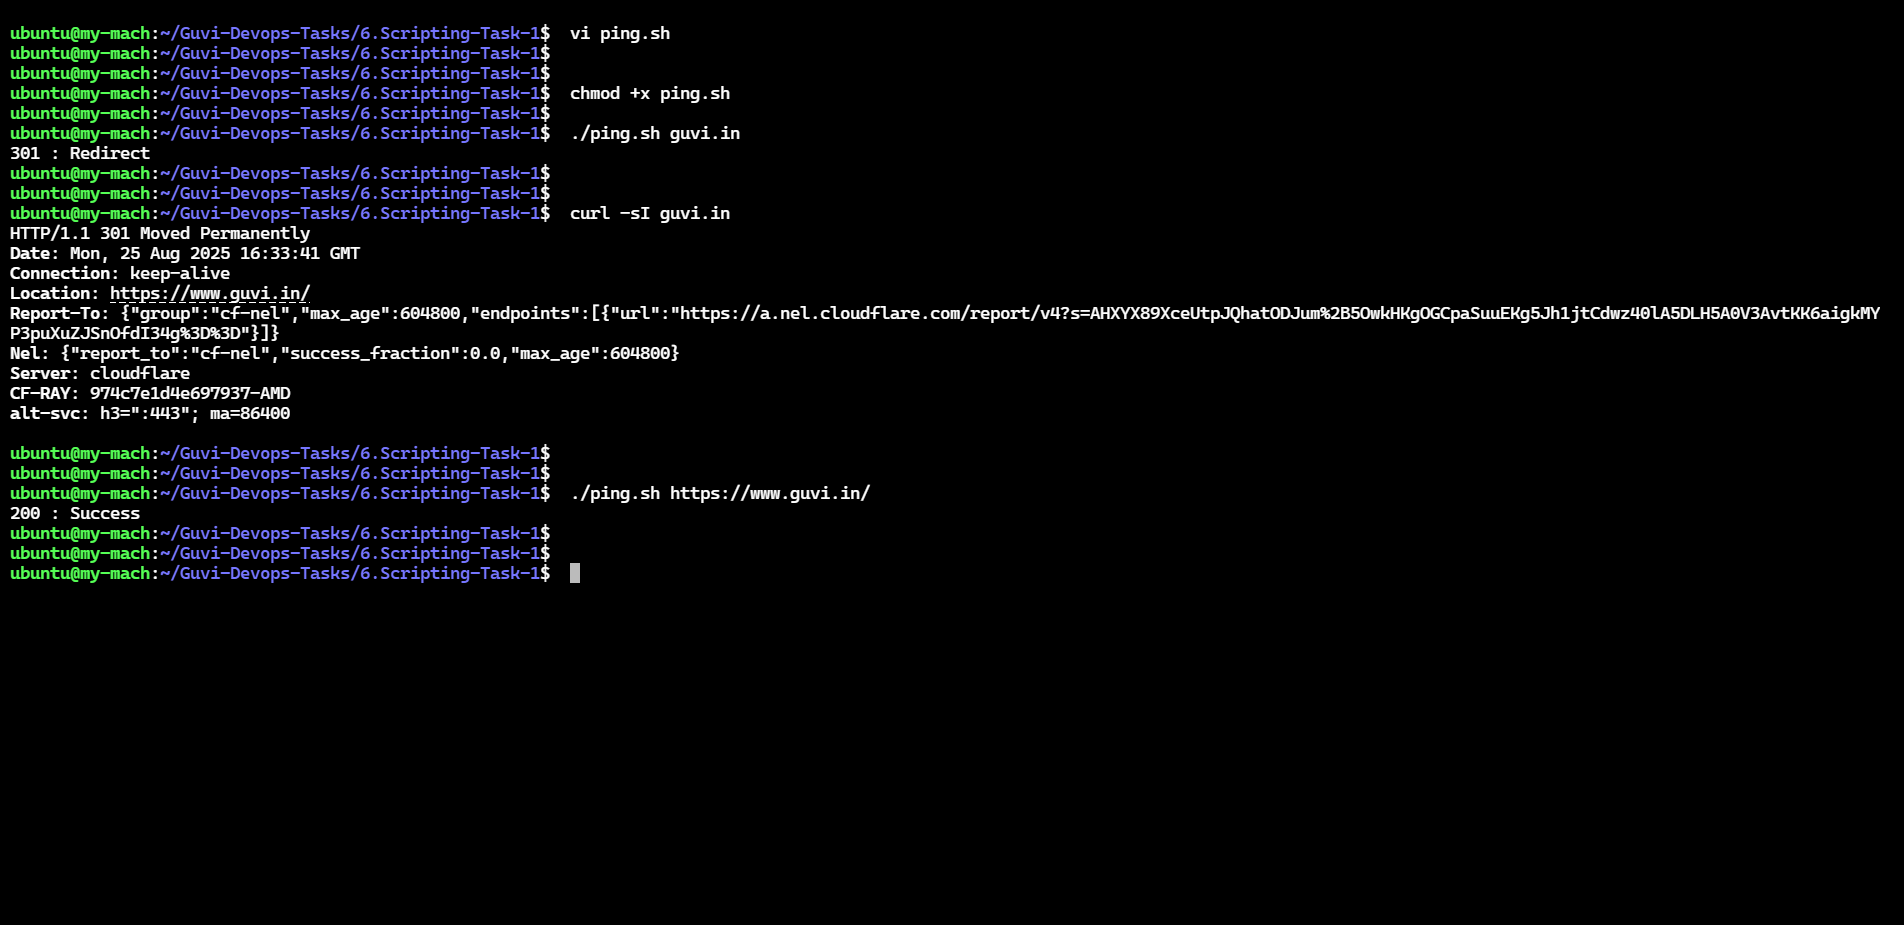 ubuntu@my-mach:~/Guvi-Devops-Tasks/6.Scripting-Task-1$  vi ping.sh
ubuntu@my-mach:~/Guvi-Devops-Tasks/6.Scripting-Task-1$
ubuntu@my-mach:~/Guvi-Devops-Tasks/6.Scripting-Task-1$
ubuntu@my-mach:~/Guvi-Devops-Tasks/6.Scripting-Task-1$  chmod +x ping.sh
ubuntu@my-mach:~/Guvi-Devops-Tasks/6.Scripting-Task-1$
ubuntu@my-mach:~/Guvi-Devops-Tasks/6.Scripting-Task-1$  ./ping.sh guvi.in
301 : Redirect
ubuntu@my-mach:~/Guvi-Devops-Tasks/6.Scripting-Task-1$
ubuntu@my-mach:~/Guvi-Devops-Tasks/6.Scripting-Task-1$
ubuntu@my-mach:~/Guvi-Devops-Tasks/6.Scripting-Task-1$  curl -sI guvi.in
HTTP/1.1 301 Moved Permanently
Date: Mon, 25 Aug 2025 16:33:41 GMT
Connection: keep-alive
Location: https://www.guvi.in/
Report-To: {"group":"cf-nel","max_age":604800,"endpoints":[{"url":"https://a.nel.cloudflare.com/report/v4?s=AHXYX89XceUtpJQhatODJum%2B5OwkHKgOGCpaSuuEKg5Jh1jtCdwz40lA5DLH5A0V3AvtKK6aigkMY
P3puXuZJSnOfdI34g%3D%3D"}]}
Nel: {"report_to":"cf-nel","success_fraction":0.0,"max_age":604800}
Server: cloudflare
CF-RAY: 974c7e1d4e697937-AMD
alt-svc: h3=":443"; ma=86400
ubuntu@my-mach:~/Guvi-Devops-Tasks/6.Scripting-Task-1$
ubuntu@my-mach:~/Guvi-Devops-Tasks/6.Scripting-Task-1$
ubuntu@my-mach:~/Guvi-Devops-Tasks/6.Scripting-Task-1$  ./ping.sh https://www.guvi.in/
200 : Success
ubuntu@my-mach:~/Guvi-Devops-Tasks/6.Scripting-Task-1$
ubuntu@my-mach:~/Guvi-Devops-Tasks/6.Scripting-Task-1$
ubuntu@my-mach:~/Guvi-Devops-Tasks/6.Scripting-Task-1$